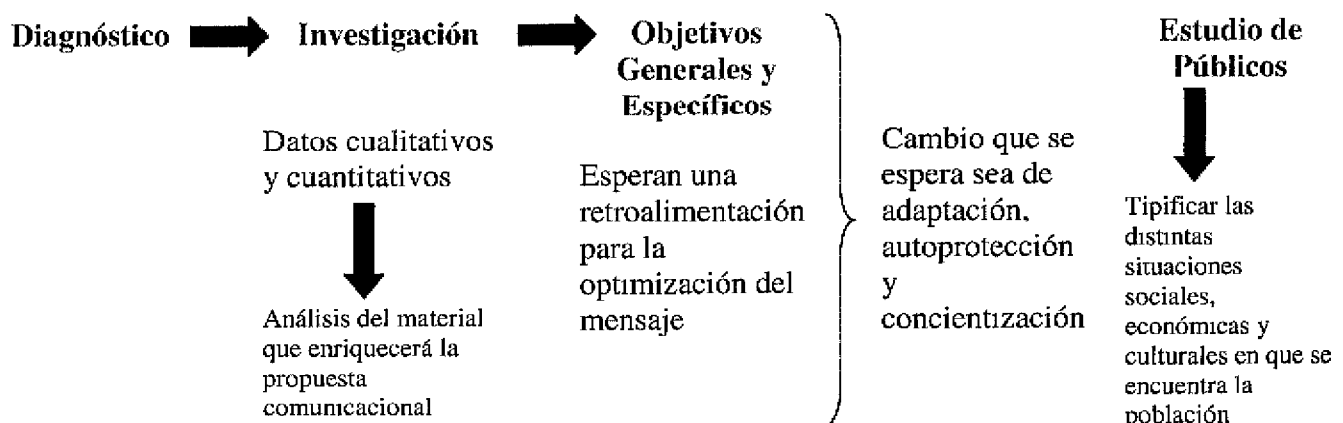 Diagnóstico
Investigación
Objetivos
Generales y
Específicos
Estudio de
Públicos
Datos cualitativos
y cuantitativos
Análisis del material
que enriquecerá la
propuesta
comunicacional
Esperan una
retroalimentación
para la
optimización del
mensaje
Cambio que se
espera sea de
adaptación,
autoprotección
y
concientización
Tipificar las
distintas
situaciones
sociales,
económicas y
culturales en que se
encuentra la
población